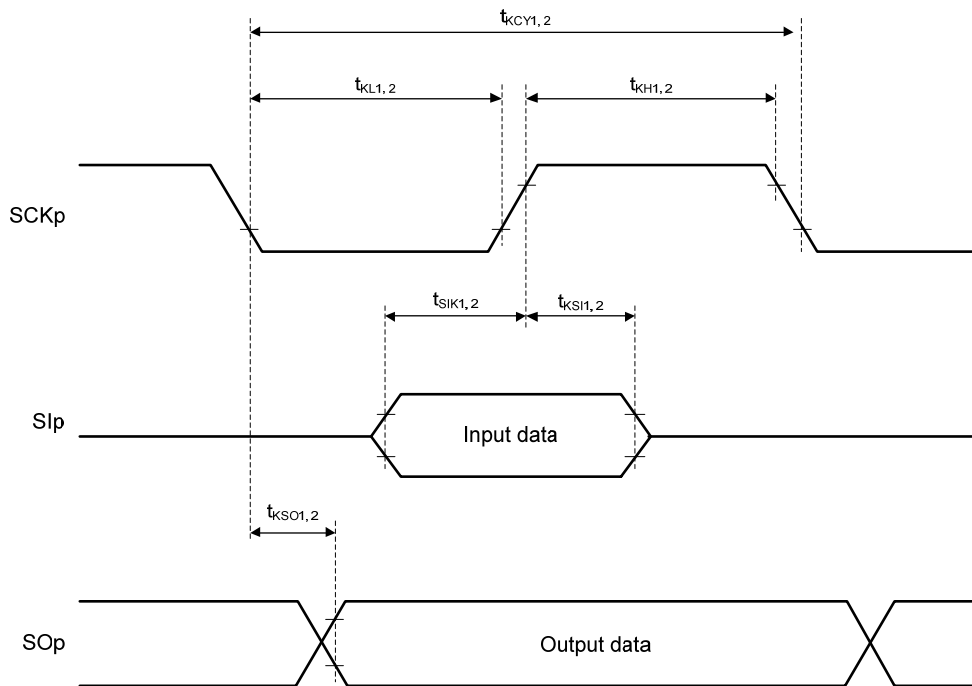 tKCY1, 2
tKL1, 2
tKH1, 2
SCKp
tSIK1, 2
tKSI1, 2
SIp
Input data
tKSO1, 2
SOp
Output data